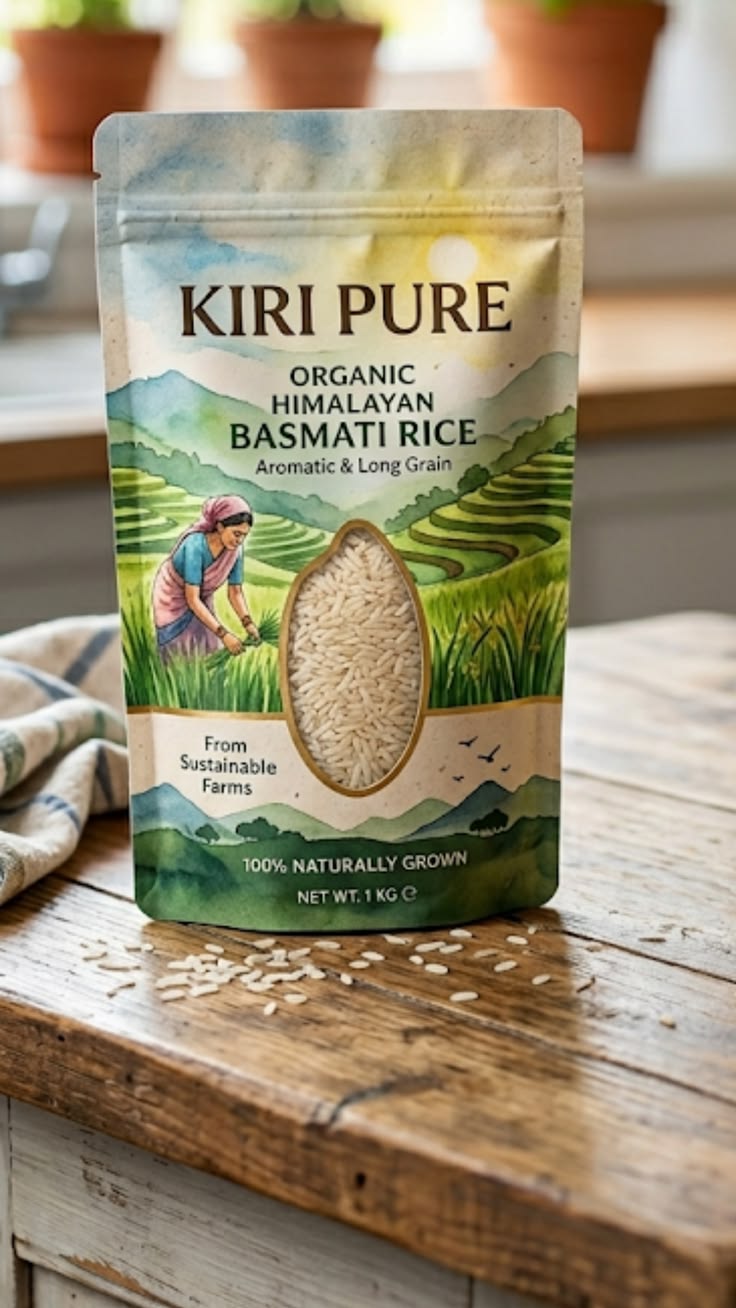 KIRI PURE
ORGANIC
HIMALAYAN
BASMATI RICE
Aromatic & Long Grain
From
Sustainable
Farms
100% NATURALLY GROWN
NET WT. 1 KG ℮